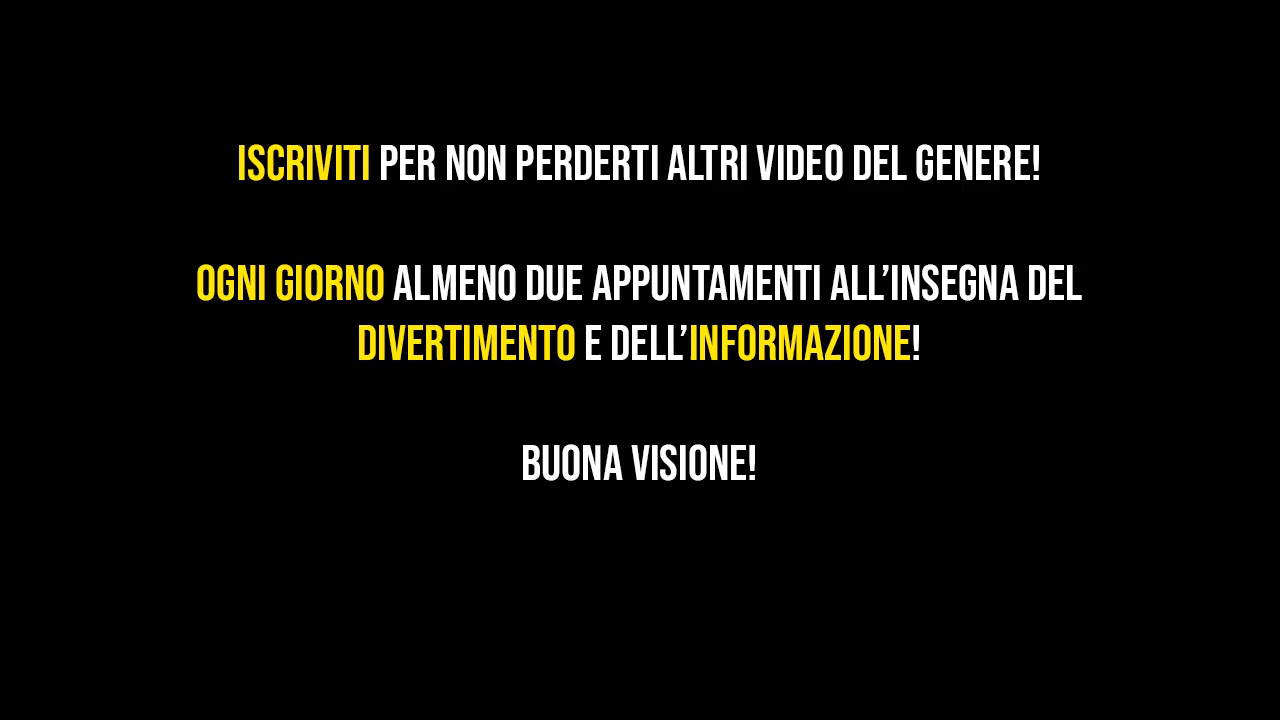 ISCRIVITI PER NON PERDERTI ALTRI VIDEO DEL GENERE!
OGNI GIORNO ALMENO DUE APPUNTAMENTI ALL’INSEGNA DEL
DIVERTIMENTO E DELL’INFORMAZIONE!
BUONA VISIONE!